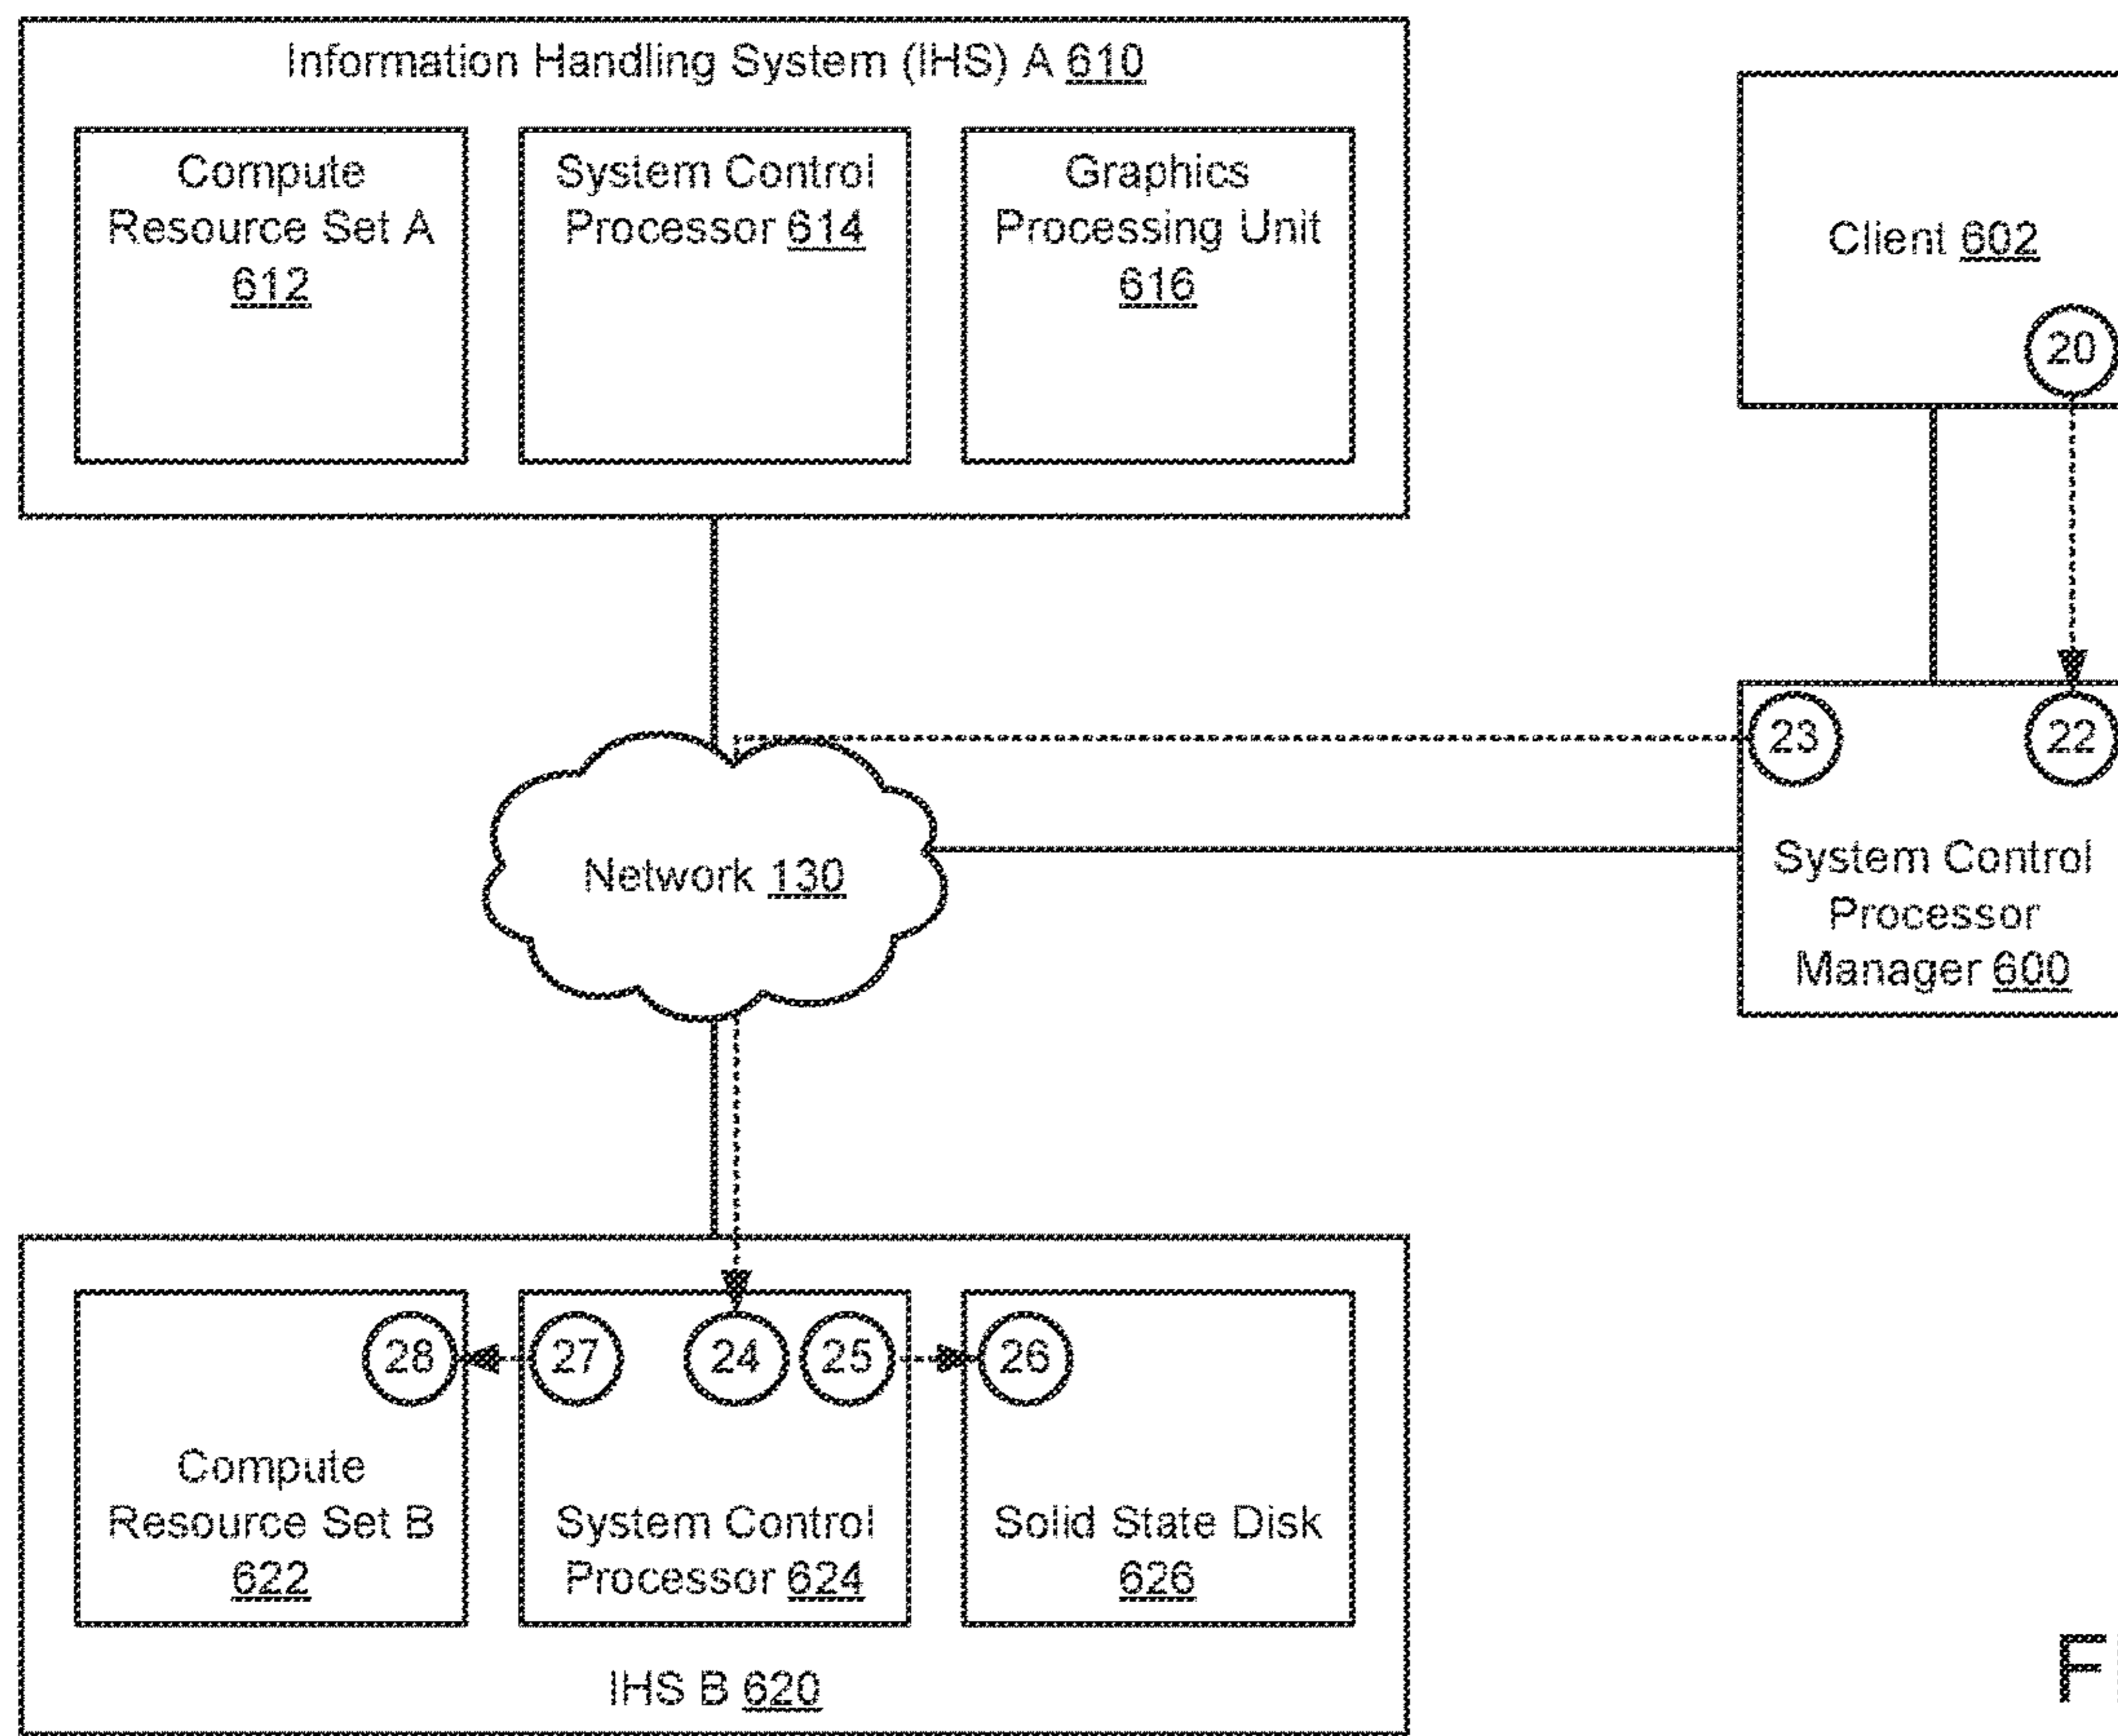 Information Handling System (IHS) A 610
Compute
Resource Set A
612
System Control
Processor 614
Graphics
Processing Unit
616
Client 602
20
23
22
System Control
Processor
Manager 600
Network 130
28
27
24
25
26
Compute
Resource Set B
622
System Control
Processor 624
Solid State Disk
626
IHS B 620